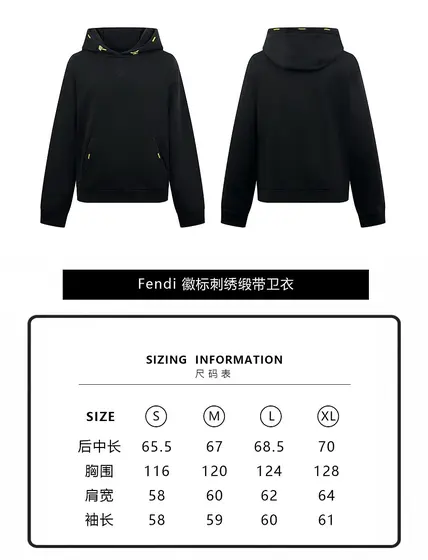 Fendi 徽标刺绣缎带卫衣
SIZING INFORMATION
尺码表
SIZE S M L XL
后中长 65.5 67 68.5 70
胸围 116 120 124 128
肩宽 58 60 62 64
袖长 58 59 60 61